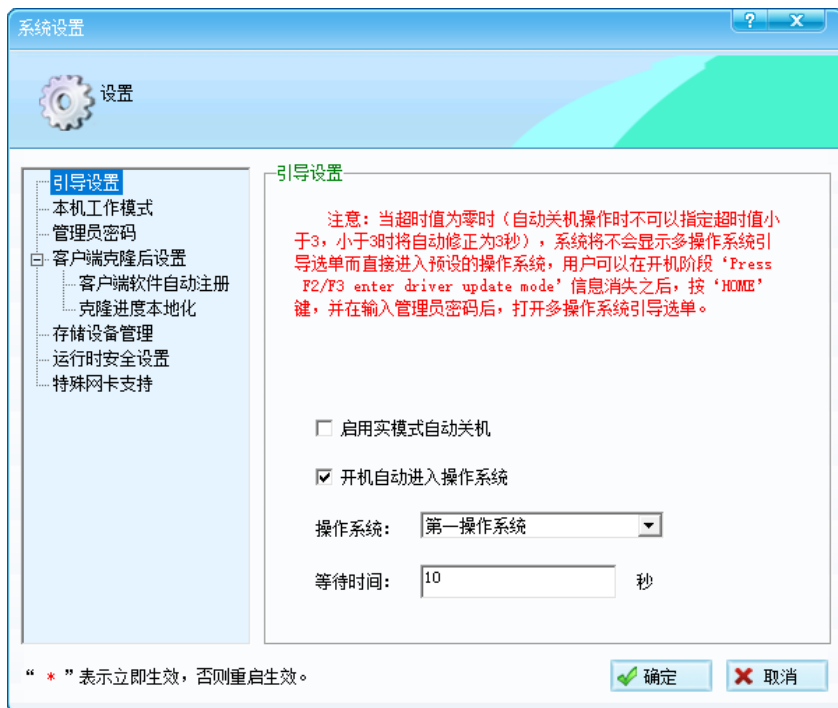 系统设置
设置
引导设置
本机工作模式
管理员密码
客户端克隆后设置
客户端软件自动注册
克隆进度本地化
存储设备管理
运行时安全设置
特殊网卡支持
引导设置
注意：当超时值为零时（自动关机操作时不可以指定超时值小
于3，小于3时将自动修正为3秒），系统将不会显示多操作系统引
导选单而直接进入预设的操作系统，用户可以在开机阶段‘Press
F2/F3 enter driver update mode’信息消失之后，按‘HOME’
键，并在输入管理员密码后，打开多操作系统引导选单。
启用实模式自动关机
开机自动进入操作系统
操作系统： 第一操作系统
等待时间： 10 秒
“ * ”表示立即生效，否则重启生效。
确定 取消